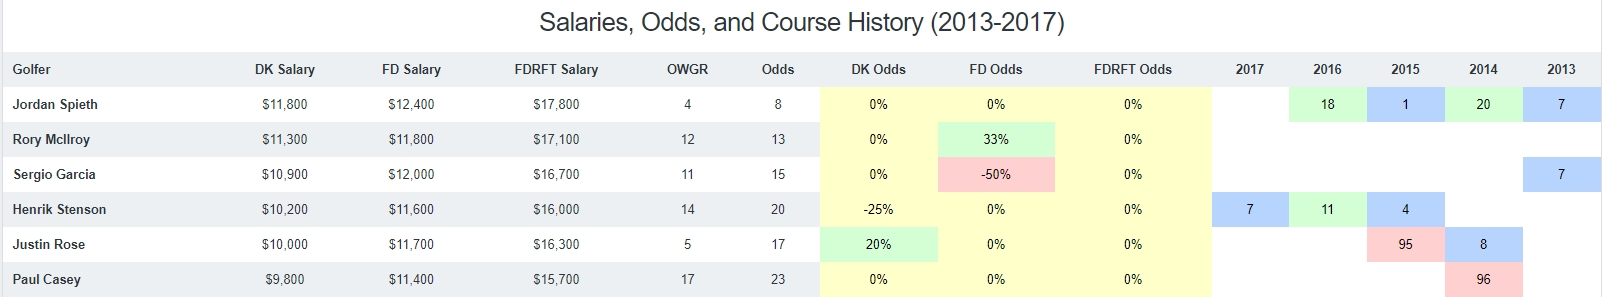 Salaries, Odds, and Course History (2013-2017)
Golfer DK Salary FD Salary FDRFT Salary OWGR Odds DK Odds FD Odds FDRFT Odds 2017 2016 2015 2014 2013
Jordan Spieth $11,800 $12,400 $17,800 4 8 0% 0% 0% 18 1 20 7
Rory McIlroy $11,300 $11,800 $17,100 12 13 0% 33% 0%
Sergio Garcia $10,900 $12,000 $16,700 11 15 0% -50% 0% 7
Henrik Stenson $10,200 $11,600 $16,000 14 20 -25% 0% 0% 7 11 4
Justin Rose $10,000 $11,700 $16,300 5 17 20% 0% 0% 95 8
Paul Casey $9,800 $11,400 $15,700 17 23 0% 0% 0% 96